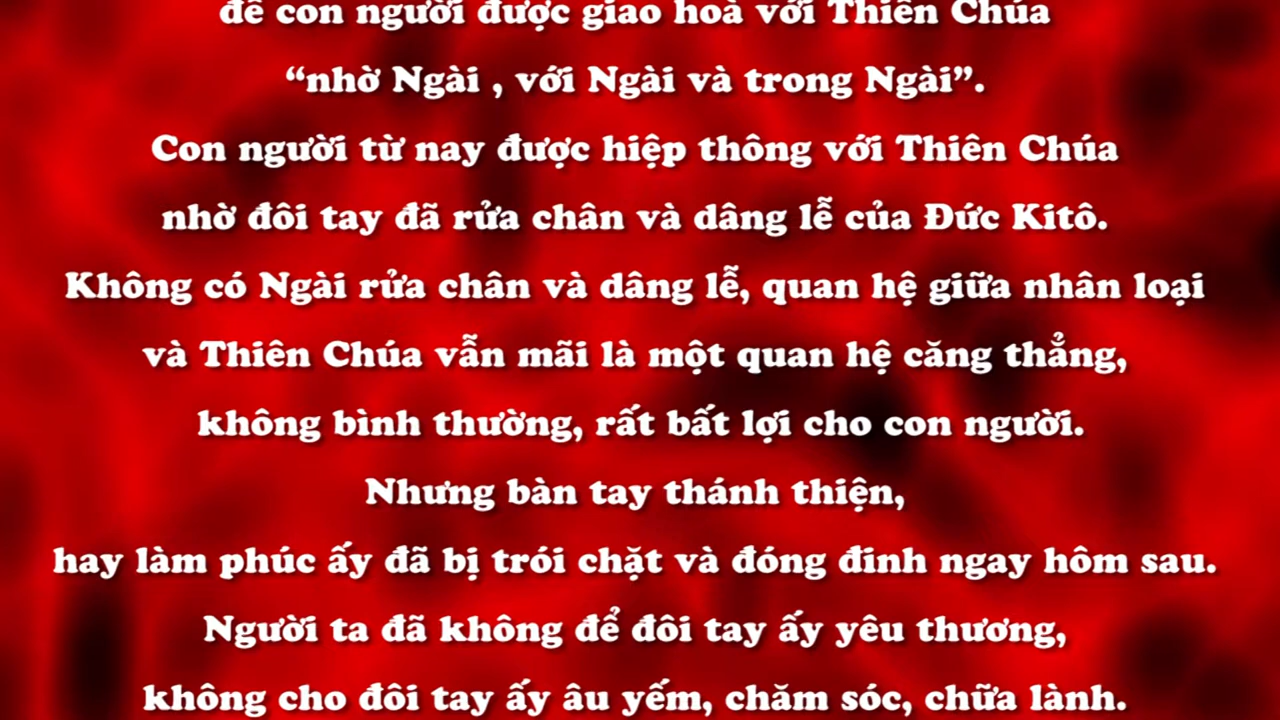 để con người được giao hoà với Thiên Chúa
“nhờ Ngài , với Ngài và trong Ngài”.
Con người từ nay được hiệp thông với Thiên Chúa
nhờ đôi tay đã rửa chân và dâng lễ của Đức Kitô.
Không có Ngài rửa chân và dâng lễ, quan hệ giữa nhân loại
và Thiên Chúa vẫn mãi là một quan hệ căng thẳng,
không bình thường, rất bất lợi cho con người.
Nhưng bàn tay thánh thiện,
hay làm phúc ấy đã bị trói chặt và đóng đinh ngay hôm sau.
Người ta đã không để đôi tay ấy yêu thương,
không cho đôi tay ấy âu yếm, chăm sóc, chữa lành.